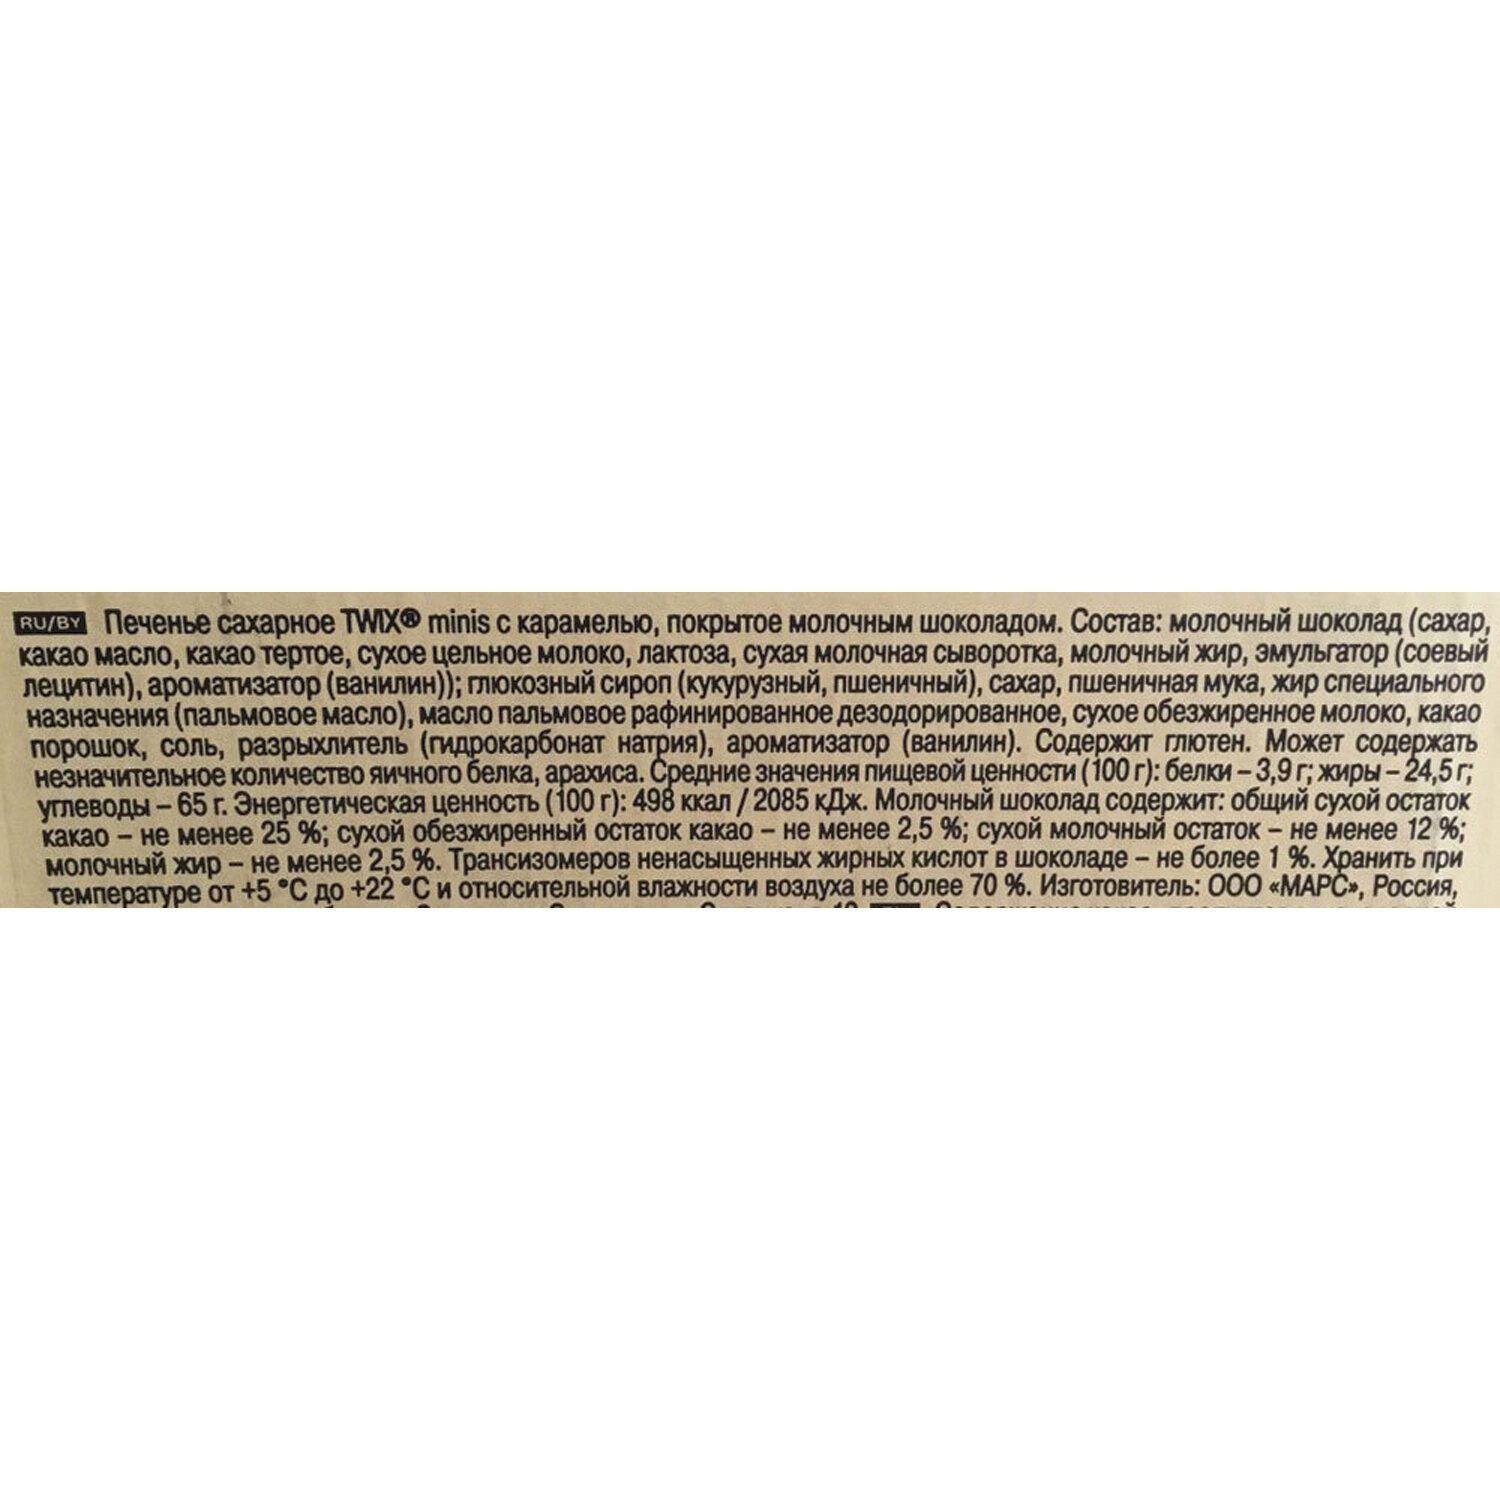 RU/BY Печенье сахарное TWIX® minis с карамелью, покрытое молочным шоколадом. Состав: молочный шоколад (сахар,
какао масло, какао тертое, сухое цельное молоко, лактоза, сухая молочная сыворотка, молочный жир, эмульгатор (соевый
лецитин), ароматизатор (ванилин)); глюкозный сироп (кукурузный, пшеничный), сахар, пшеничная мука, жир специального
назначения (пальмовое масло), масло пальмовое рафинированное дезодорированное, сухое обезжиренное молоко, какао
порошок, соль, разрыхлитель (гидрокарбонат натрия), ароматизатор (ванилин). Содержит глютен. Может содержать
незначительное количество яичного белка, арахиса. Средние значения пищевой ценности (100 г): белки – 3,9 г; жиры – 24,5 г;
углеводы – 65 г. Энергетическая ценность (100 г): 498 ккал / 2085 кДж. Молочный шоколад содержит: общий сухой остаток
какао – не менее 25 %; сухой обезжиренный остаток какао – не менее 2,5 %; сухой молочный остаток – не менее 12 %;
молочный жир – не менее 2,5 %. Трансизомеров ненасыщенных жирных кислот в шоколаде – не более 1 %. Хранить при
температуре от +5 °С до +22 °С и относительной влажности воздуха не более 70 %. Изготовитель: ООО «МАРС», Россия,